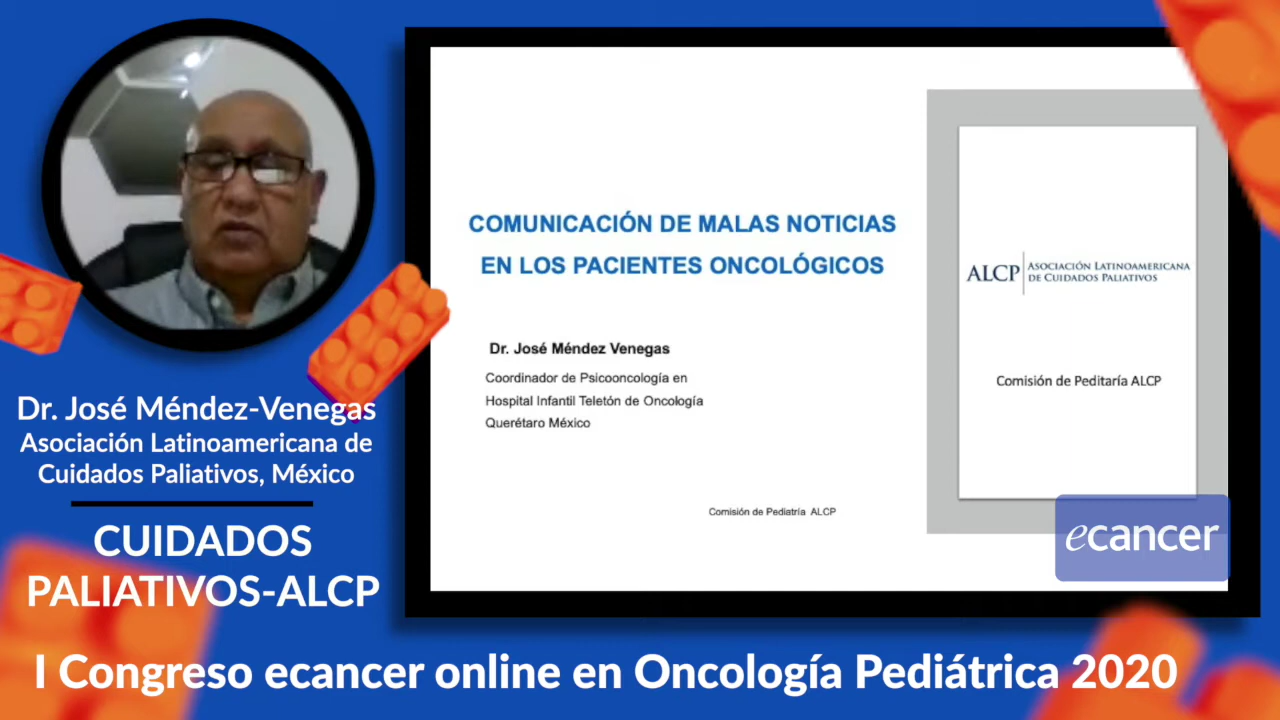 Dr. José Méndez-Venegas
Asociación Latinoamericana de
Cuidados Paliativos, México
CUIDADOS
PALIATIVOS-ALCP
COMUNICACIÓN DE MALAS NOTICIAS
EN LOS PACIENTES ONCOLÓGICOS
Dr. José Méndez Venegas
Coordinador de Psicooncología en
Hospital Infantil Teletón de Oncología
Querétaro México
Comisión de Pediatría ALCP
ALCP
ASOCIACIÓN LATINOAMERICANA
DE CUIDADOS PALIATIVOS
Comisión de Peditaría ALCP
ecancer
I Congreso ecancer online en Oncología Pediátrica 2020